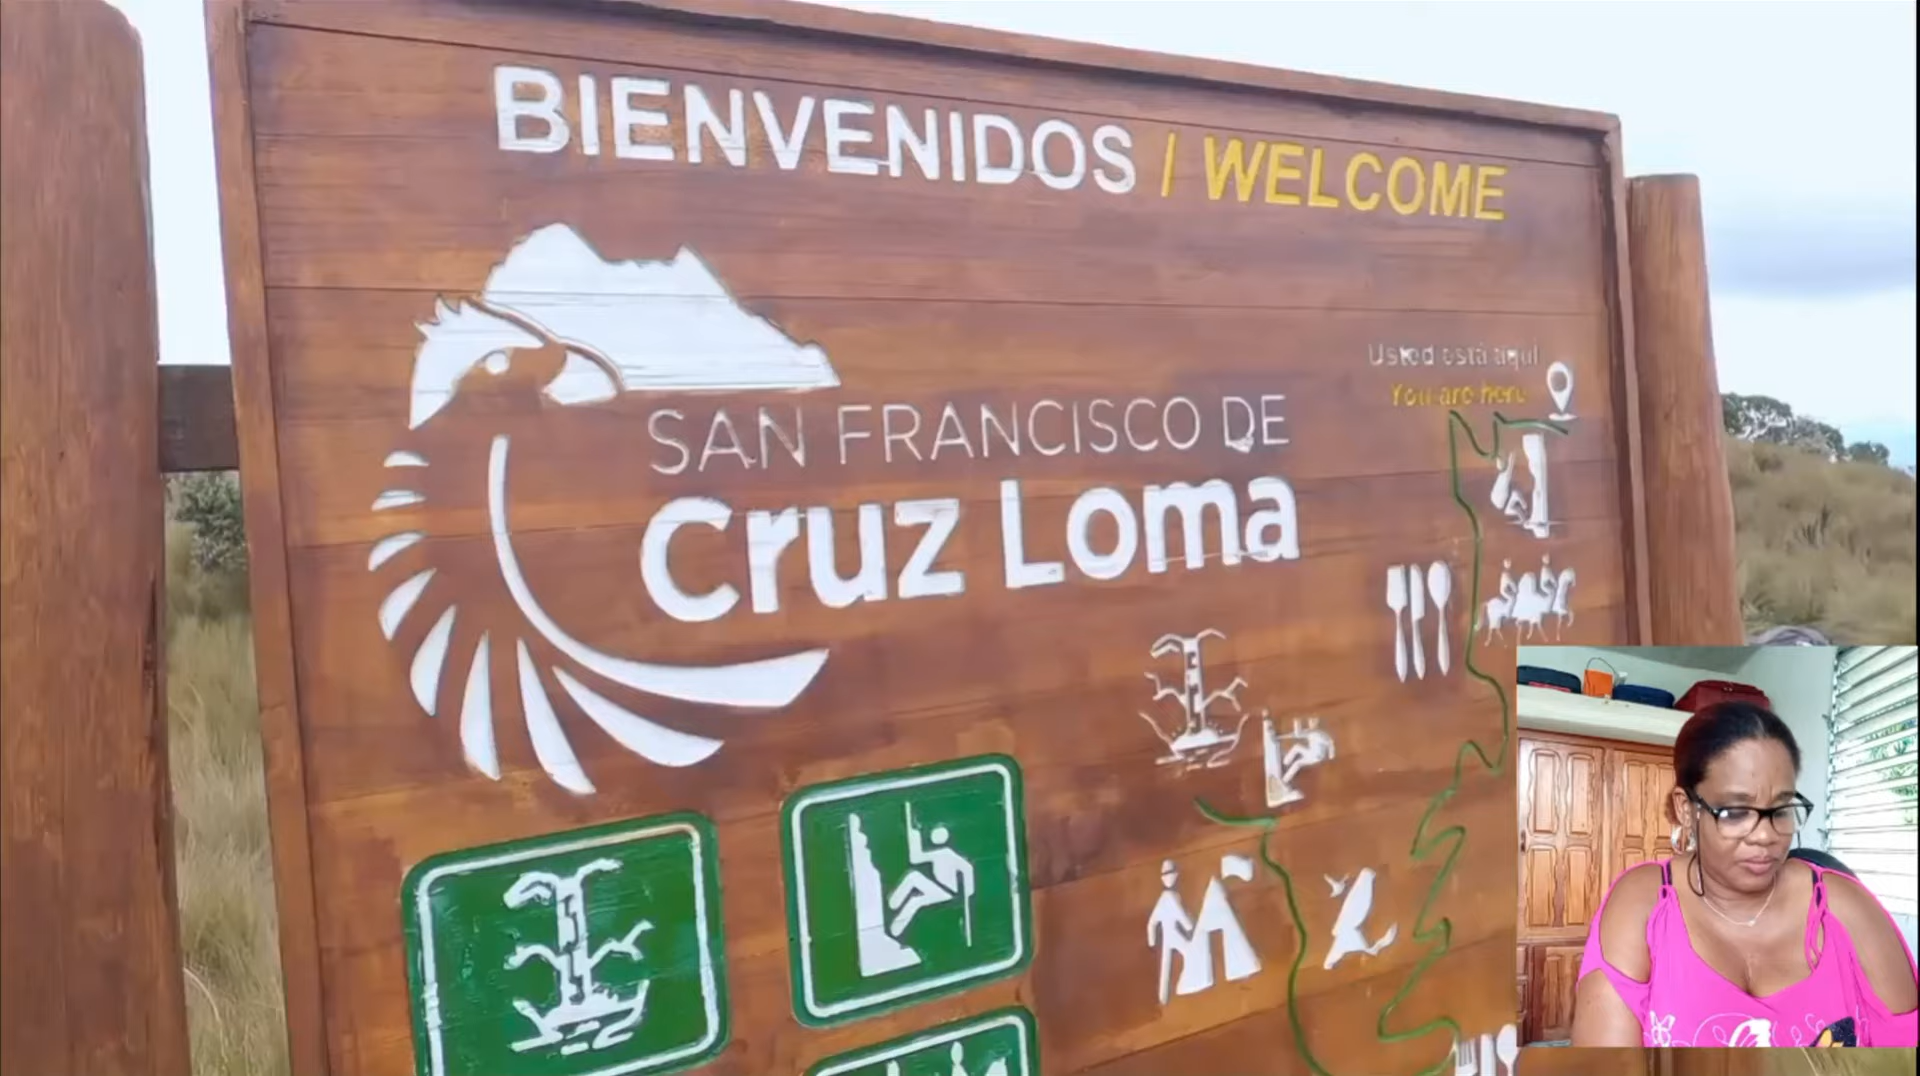 BIENVENIDOS / WELCOME
Usted está aquí
You are here
SAN FRANCISCO DE
Cruz Loma